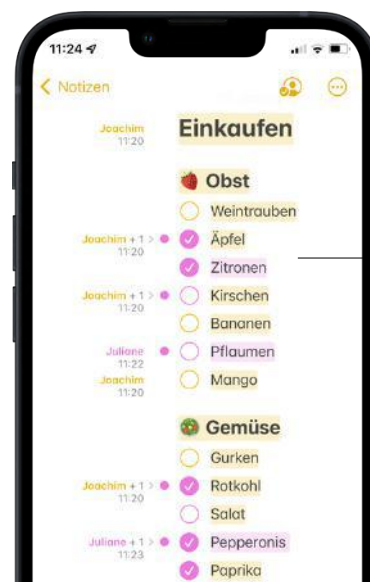 11:24
Notizen
Joachim
11:20
Einkaufen
Obst
Weintrauben
Joachim + 1 >
11:20
Äpfel
Zitronen
Joachim + 1 >
11:20
Kirschen
Bananen
Juliane
11:22
Pflaumen
Joachim
11:20
Mango
Gemüse
Gurken
Joachim + 1 >
11:20
Rotkohl
Salat
Juliane + 1 >
11:23
Pepperonis
Paprika